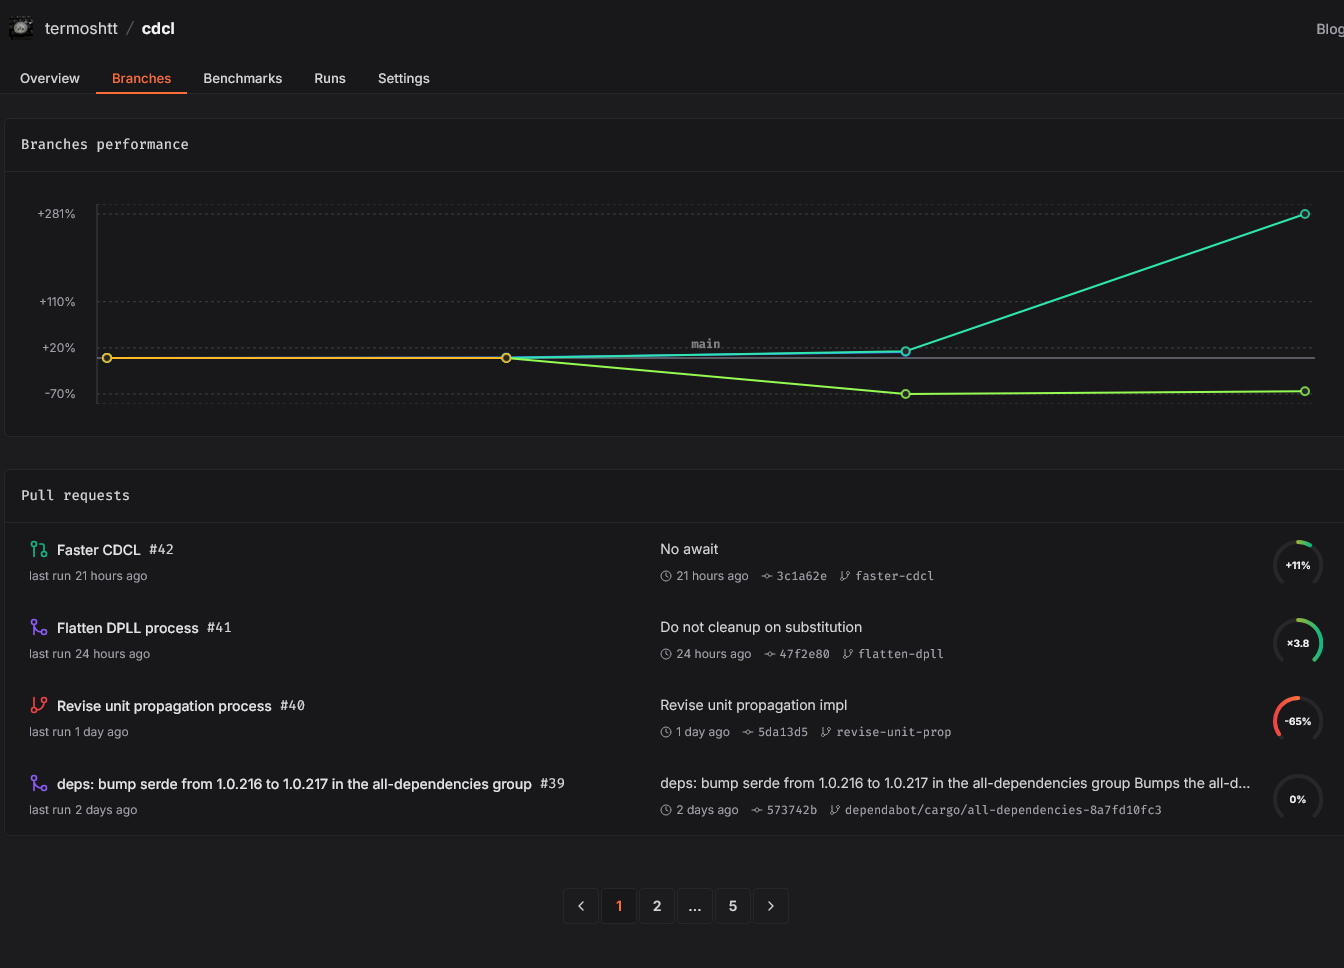 termoshtt / cdcl
Blog
Overview Branches Benchmarks Runs Settings
Branches performance
+281%
+110%
+20%
-70%
main
Pull requests
Faster CDCL #42
last run 21 hours ago
No await
21 hours ago 3c1a62e faster-cdcl
+11%
Flatten DPLL process #41
last run 24 hours ago
Do not cleanup on substitution
24 hours ago 47f2e80 flatten-dpll
×3.8
Revise unit propagation process #40
last run 1 day ago
Revise unit propagation impl
1 day ago 5da13d5 revise-unit-prop
-65%
deps: bump serde from 1.0.216 to 1.0.217 in the all-dependencies group #39
last run 2 days ago
deps: bump serde from 1.0.216 to 1.0.217 in the all-dependencies group Bumps the all-d...
2 days ago 573742b dependabot/cargo/all-dependencies-8a7fd10fc3
0%
1 2 ... 5